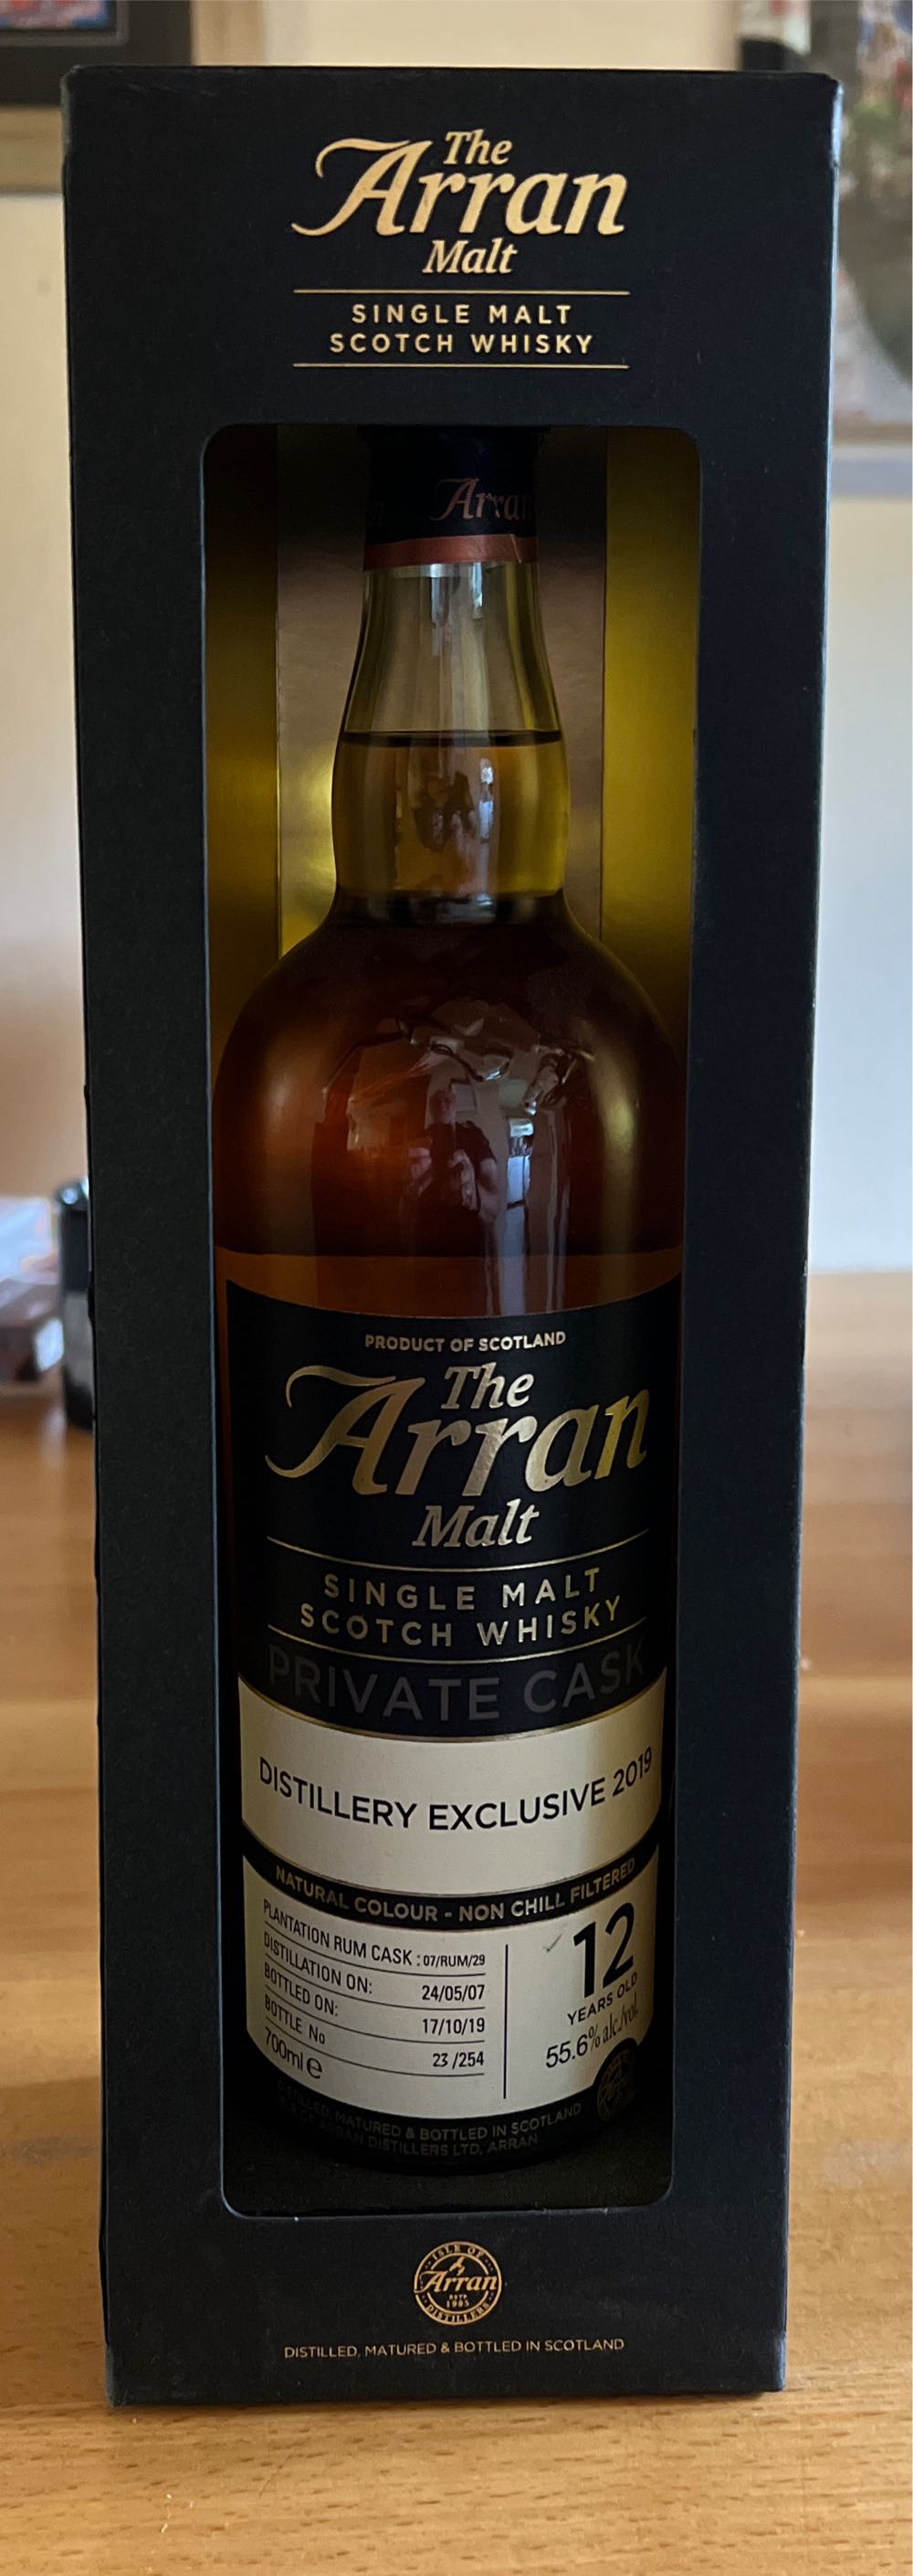 The
Arran
Malt
SINGLE MALT
SCOTCH WHISKY
Arran
PRODUCT OF SCOTLAND
The
Arran
Malt
SINGLE MALT
SCOTCH WHISKY
PRIVATE CASK
DISTILLERY EXCLUSIVE 2019
NATURAL COLOUR - NON CHILL FILTERED
PLANTATION RUM CASK : 07/RUM/29
DISTILLATION ON: 24/05/07
BOTTLED ON: 17/10/19
BOTTLE No 23 /254
700ml e
12
YEARS OLD
55.6% alc./vol.
DISTILLED, MATURED & BOTTLED IN SCOTLAND
ARRAN DISTILLERS LTD, ARRAN
ISLE OF
Arran
DISTILLERS
DISTILLED, MATURED & BOTTLED IN SCOTLAND